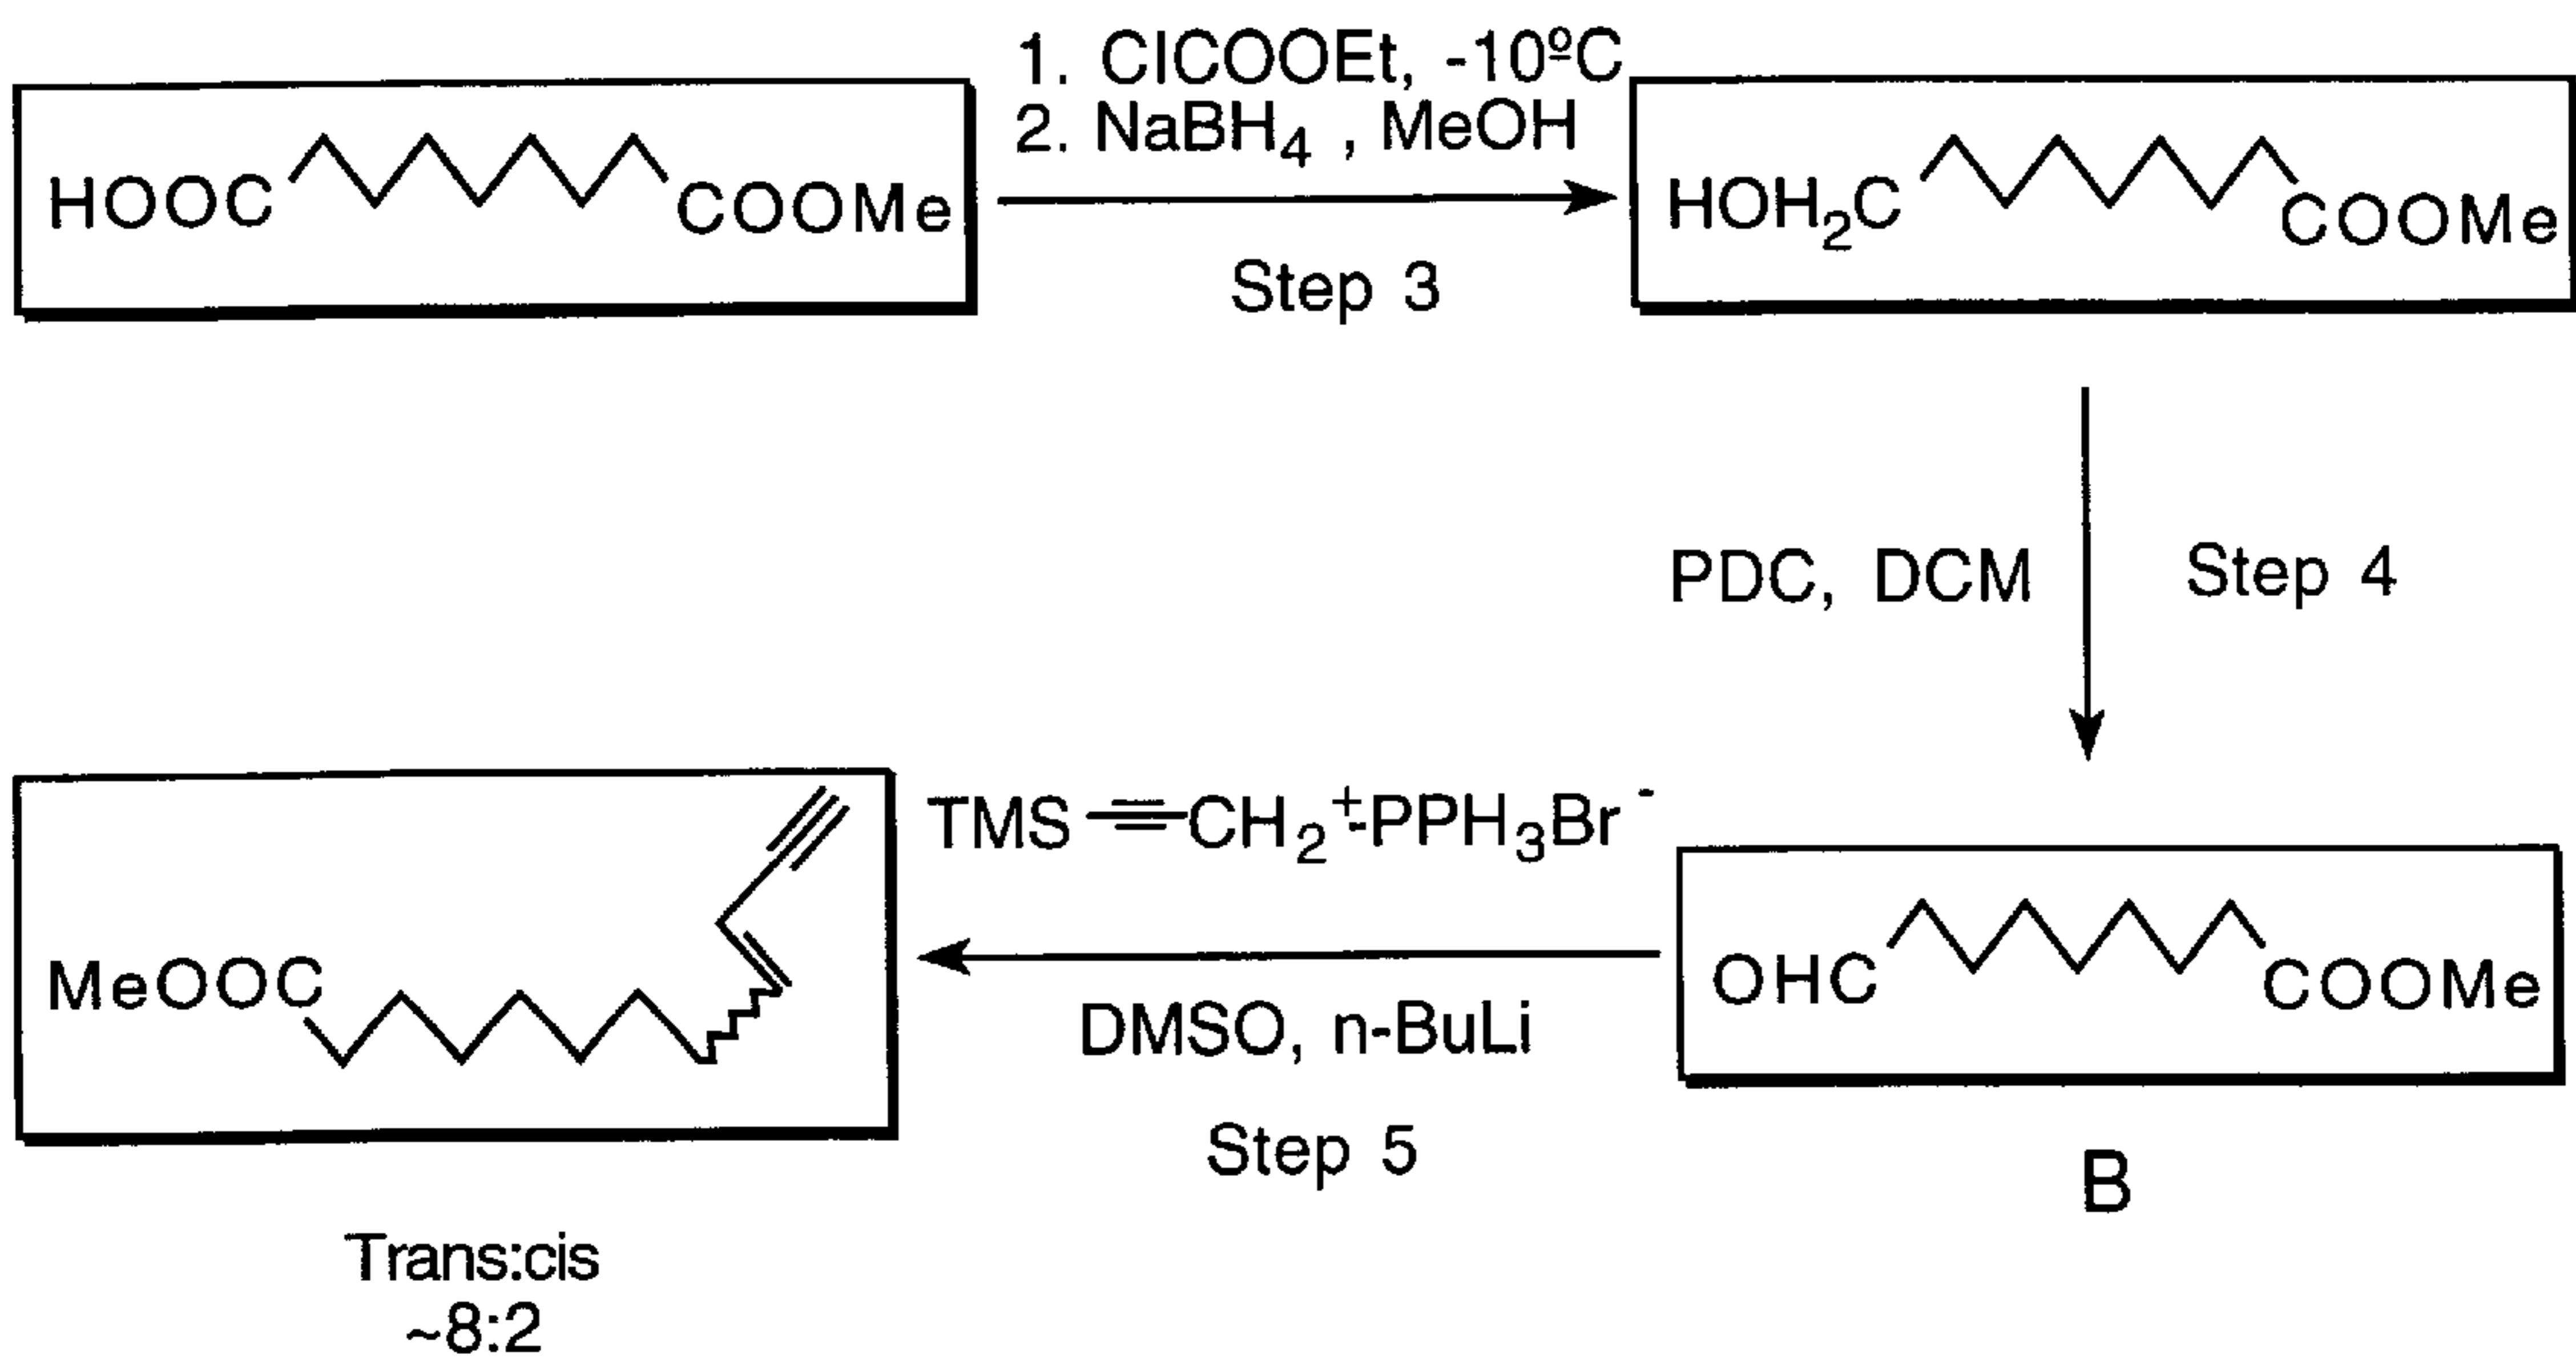 1. ClCOOEt, -10ºC
2. NaBH4 , MeOH
HOOC COOMe
Step 3
HOH2C COOMe
PDC, DCM Step 4
TMS CH2+-PPH3Br-
MeOOC
DMSO, n-BuLi
OHC COOMe
Step 5
B
Trans:cis
~8:2